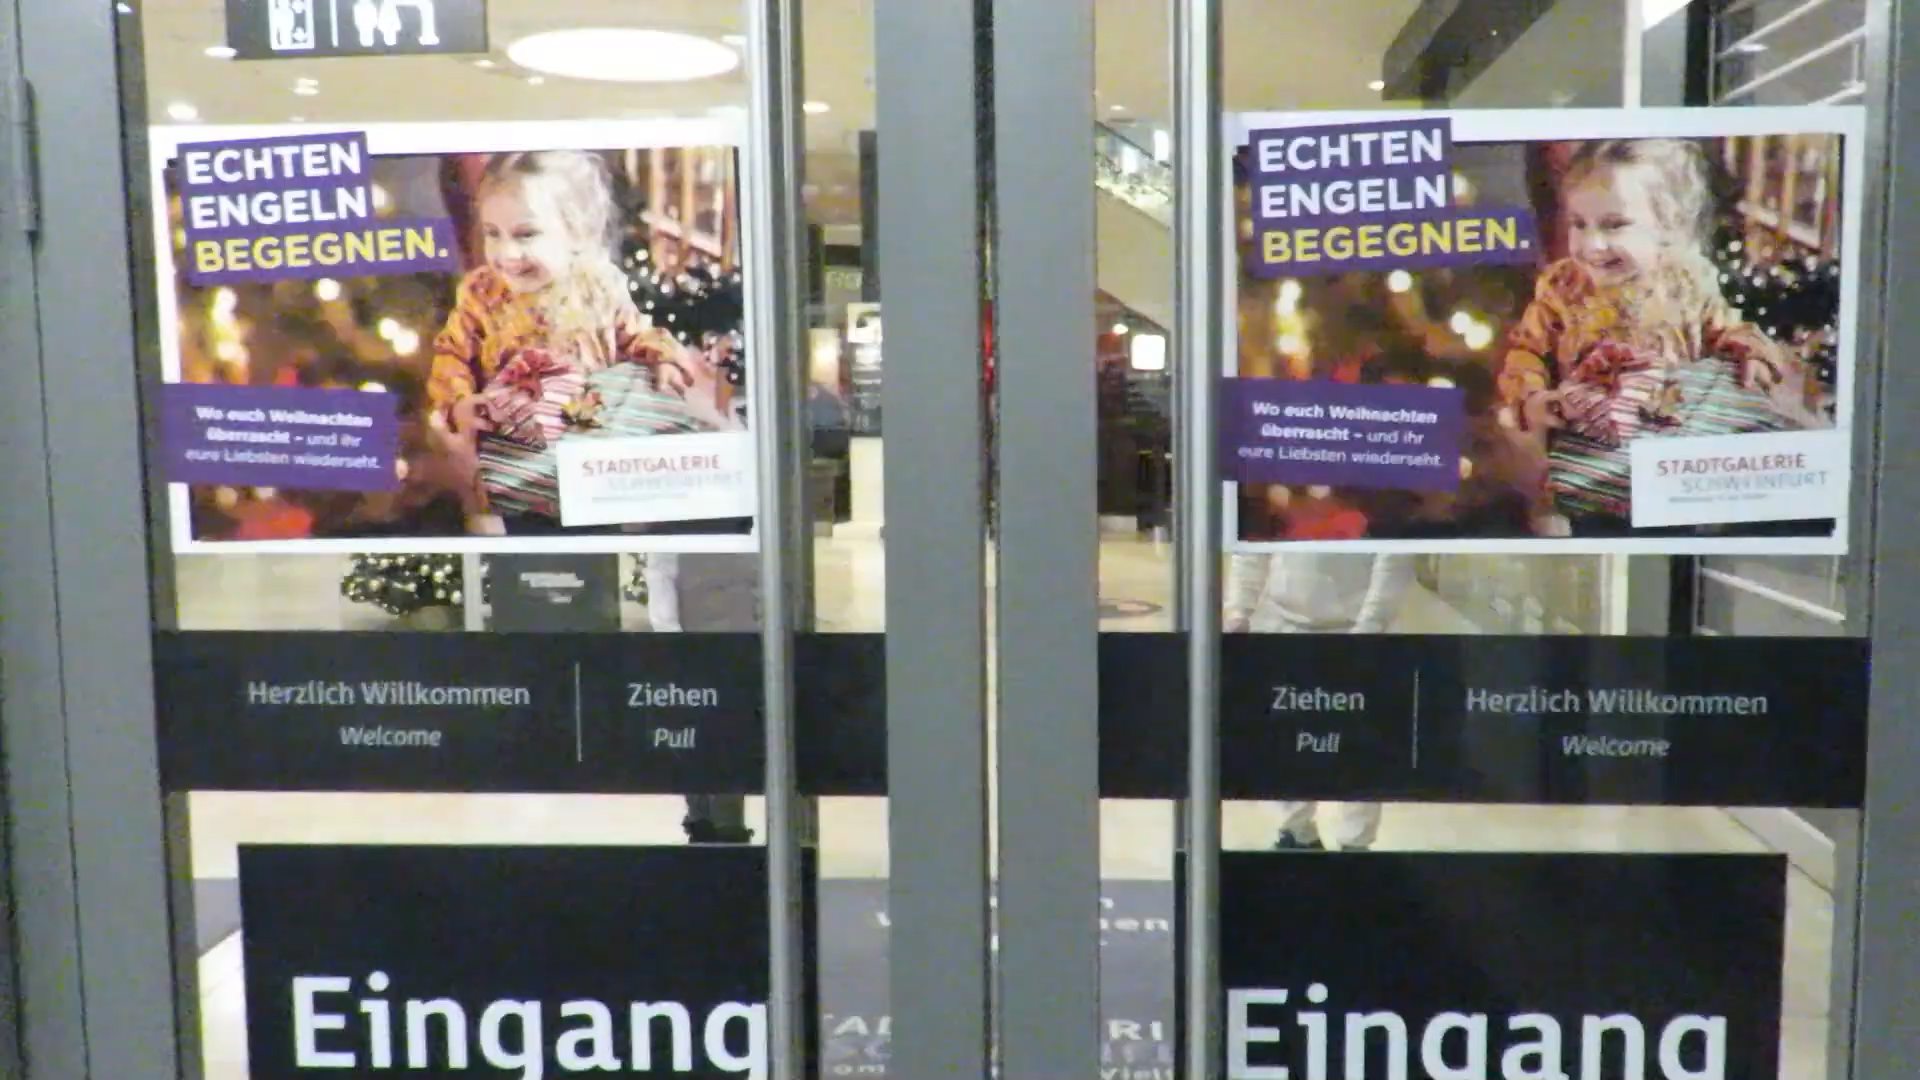 ECHTEN
ENGELN
BEGEGNEN.
Wo euch Weihnachten
überrascht – und ihr
eure Liebsten wiederseht.
STADTGALERIE
SCHWEINFURT
ECHTEN
ENGELN
BEGEGNEN.
Wo euch Weihnachten
überrascht – und ihr
eure Liebsten wiederseht.
STADTGALERIE
SCHWEINFURT
Herzlich Willkommen
Welcome
Ziehen
Pull
Ziehen
Pull
Herzlich Willkommen
Welcome
Eingang
Eingang